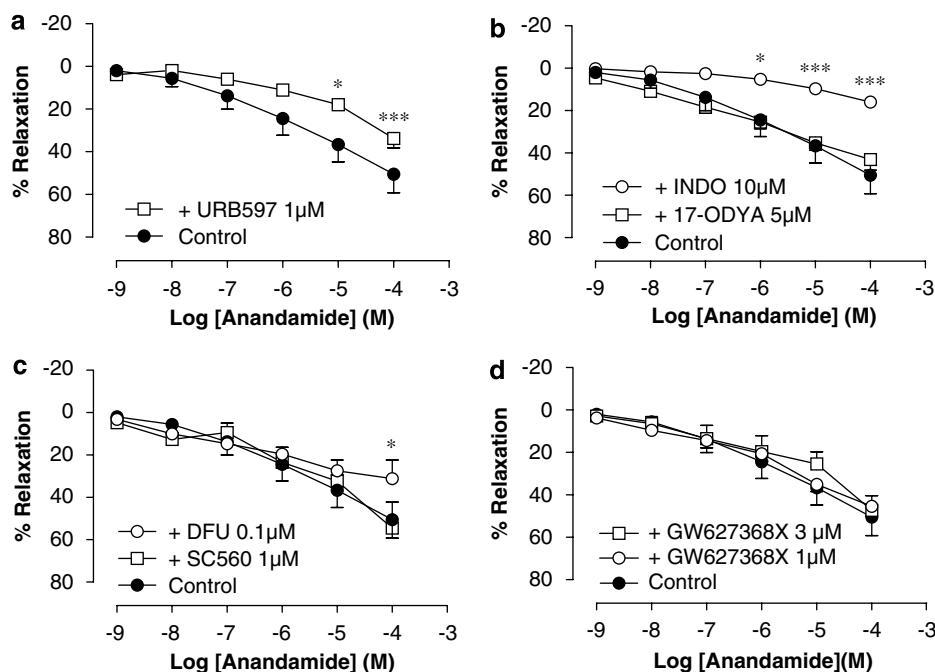 a
-20
0
20
40
60
80
% Relaxation
*
***
+ URB597 1µM
Control
-9 -8 -7 -6 -5 -4 -3
Log [Anandamide] (M)
b
-20
0
20
40
60
80
% Relaxation
* *** ***
+ INDO 10µM
+ 17-ODYA 5µM
Control
-9 -8 -7 -6 -5 -4 -3
Log [Anandamide] (M)
c
-20
0
20
40
60
80
% Relaxation
*
+ DFU 0.1µM
+ SC560 1µM
Control
-9 -8 -7 -6 -5 -4 -3
Log [Anandamide] (M)
d
-20
0
20
40
60
80
% Relaxation
+ GW627368X 3 µM
+ GW627368X 1µM
Control
-9 -8 -7 -6 -5 -4 -3
Log [Anandamide](M)